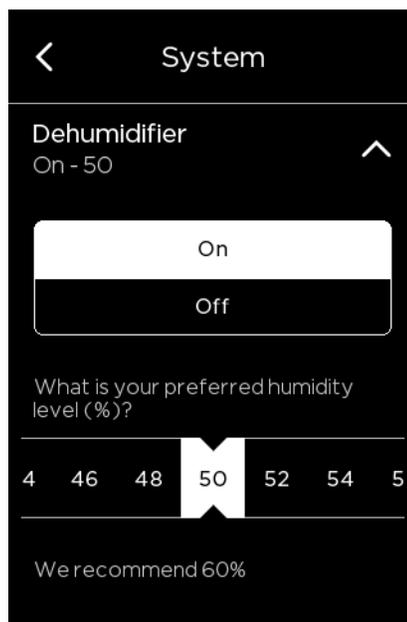 System
Dehumidifier
On - 50
On
Off
What is your preferred humidity
level (%)?
4 46 48 50 52 54 5
We recommend 60%